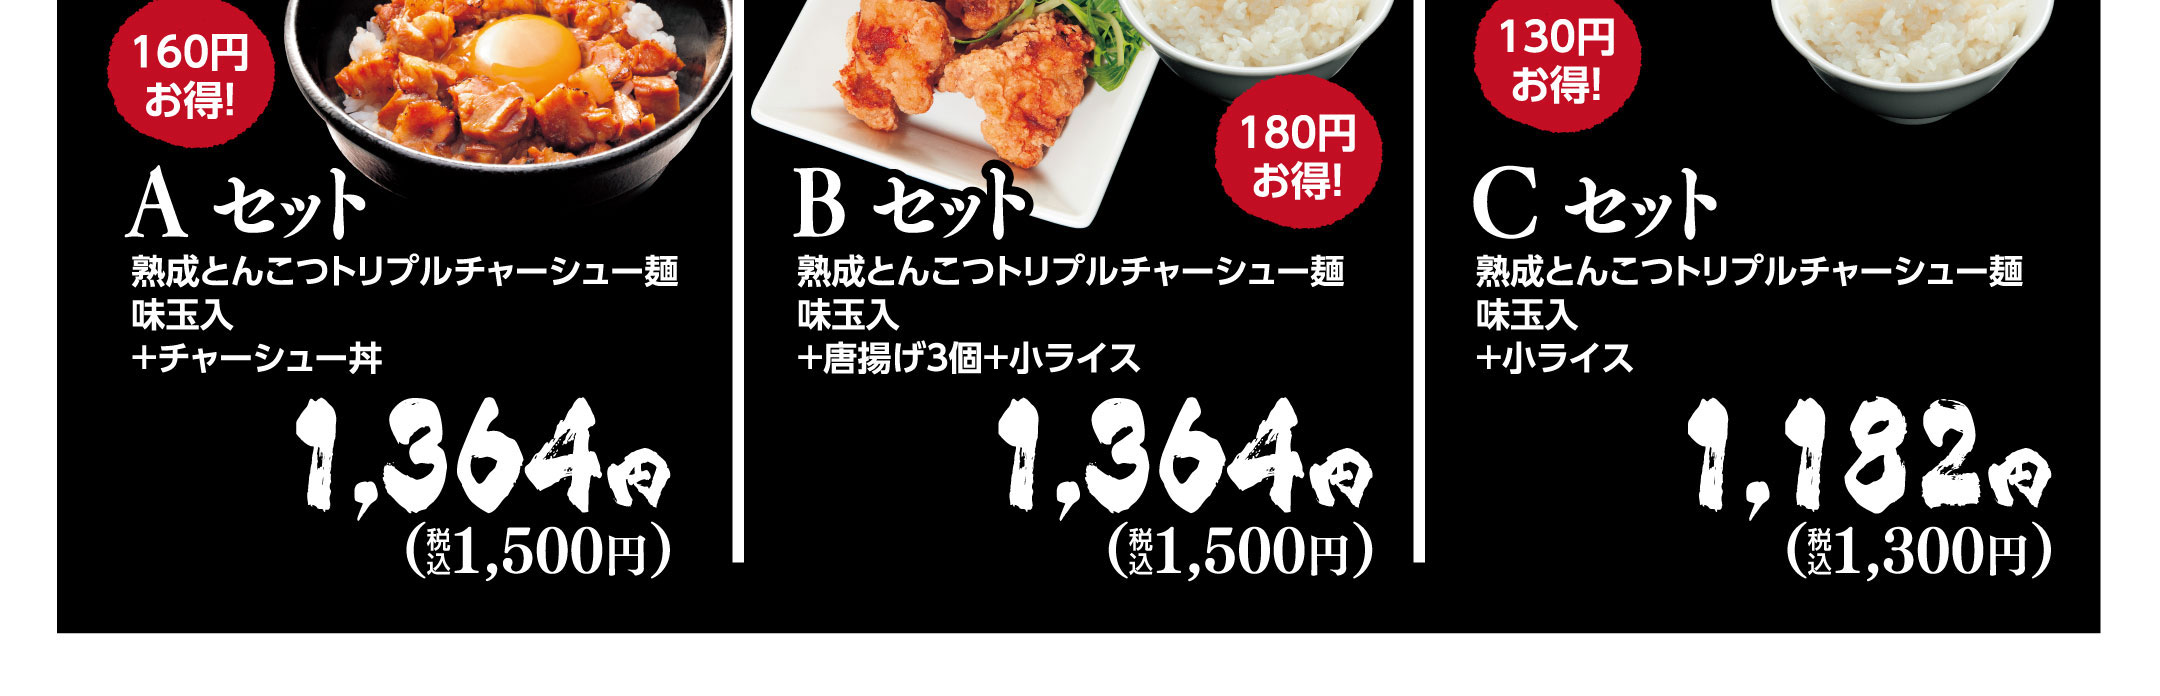 160円
お得!
Aセット
熟成とんこつトリプルチャーシュー麺
味玉入
+チャーシュー丼
1,364円
(税込1,500円)
180円
お得!
Bセット
熟成とんこつトリプルチャーシュー麺
味玉入
+唐揚げ3個+小ライス
1,364円
(税込1,500円)
130円
お得!
Cセット
熟成とんこつトリプルチャーシュー麺
味玉入
+小ライス
1,182円
(税込1,300円)